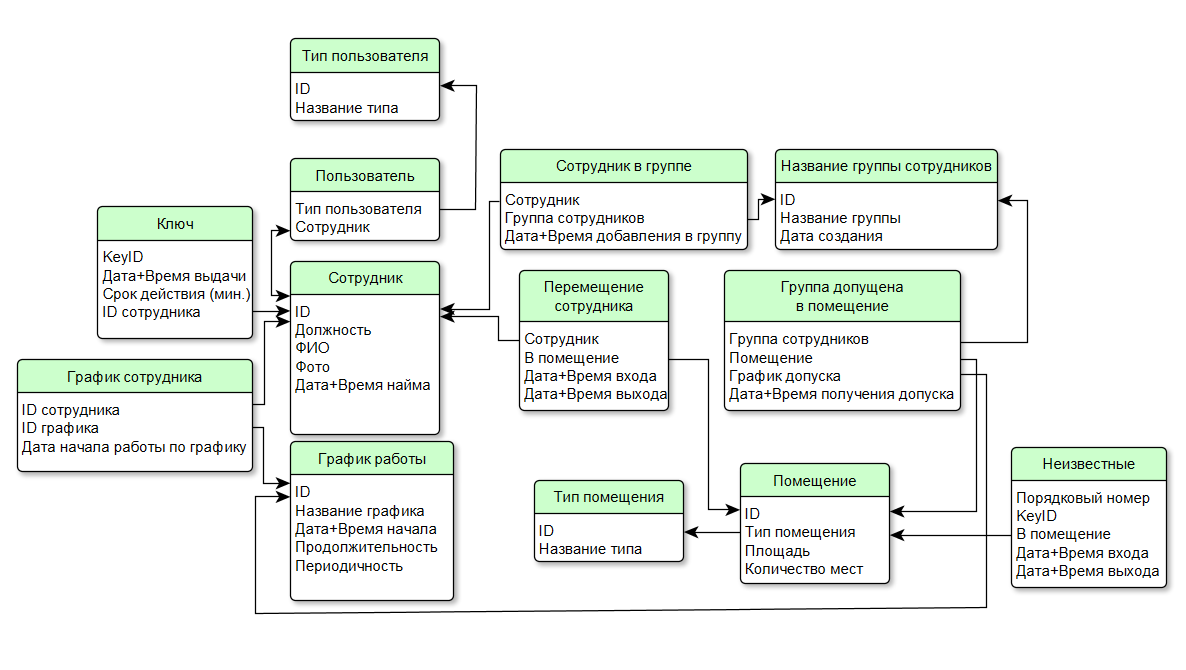 Тип пользователя
ID
Название типа
Пользователь
Тип пользователя
Сотрудник
Сотрудник в группе
Сотрудник
Группа сотрудников
Дата+Время добавления в группу
Название группы сотрудников
ID
Название группы
Дата создания
Ключ
KeyID
Дата+Время выдачи
Срок действия (мин.)
ID сотрудника
Сотрудник
ID
Должность
ФИО
Фото
Дата+Время найма
Перемещение
сотрудника
Сотрудник
В помещение
Дата+Время входа
Дата+Время выхода
Группа допущена
в помещение
Группа сотрудников
Помещение
График допуска
Дата+Время получения допуска
График сотрудника
ID сотрудника
ID графика
Дата начала работы по графику
График работы
ID
Название графика
Дата+Время начала
Продолжительность
Периодичность
Тип помещения
ID
Название типа
Помещение
ID
Тип помещения
Площадь
Количество мест
Неизвестные
Порядковый номер
KeyID
В помещение
Дата+Время входа
Дата+Время выхода